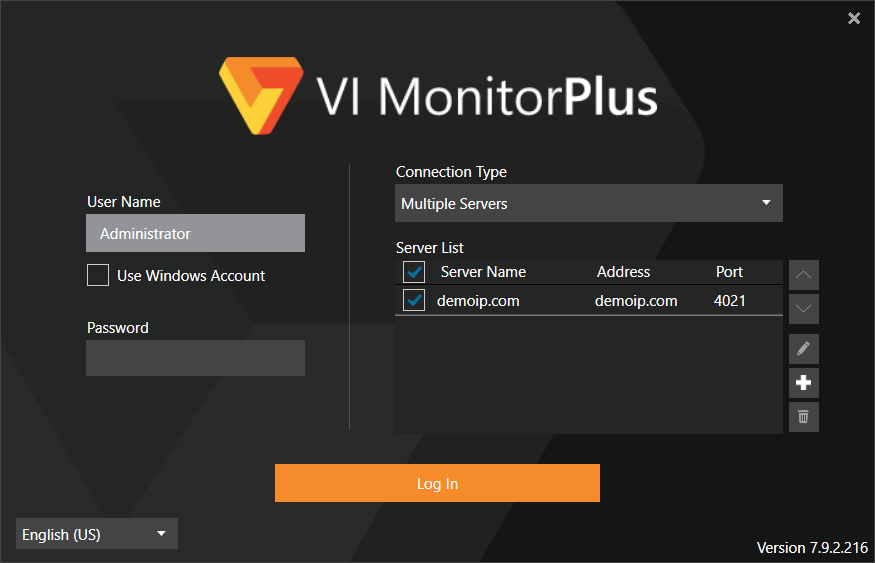 VI MonitorPlus
User Name
Administrator
Use Windows Account
Password
Connection Type
Multiple Servers
Server List
Server Name Address Port
demoip.com demoip.com 4021
Log In
English (US)
Version 7.9.2.216